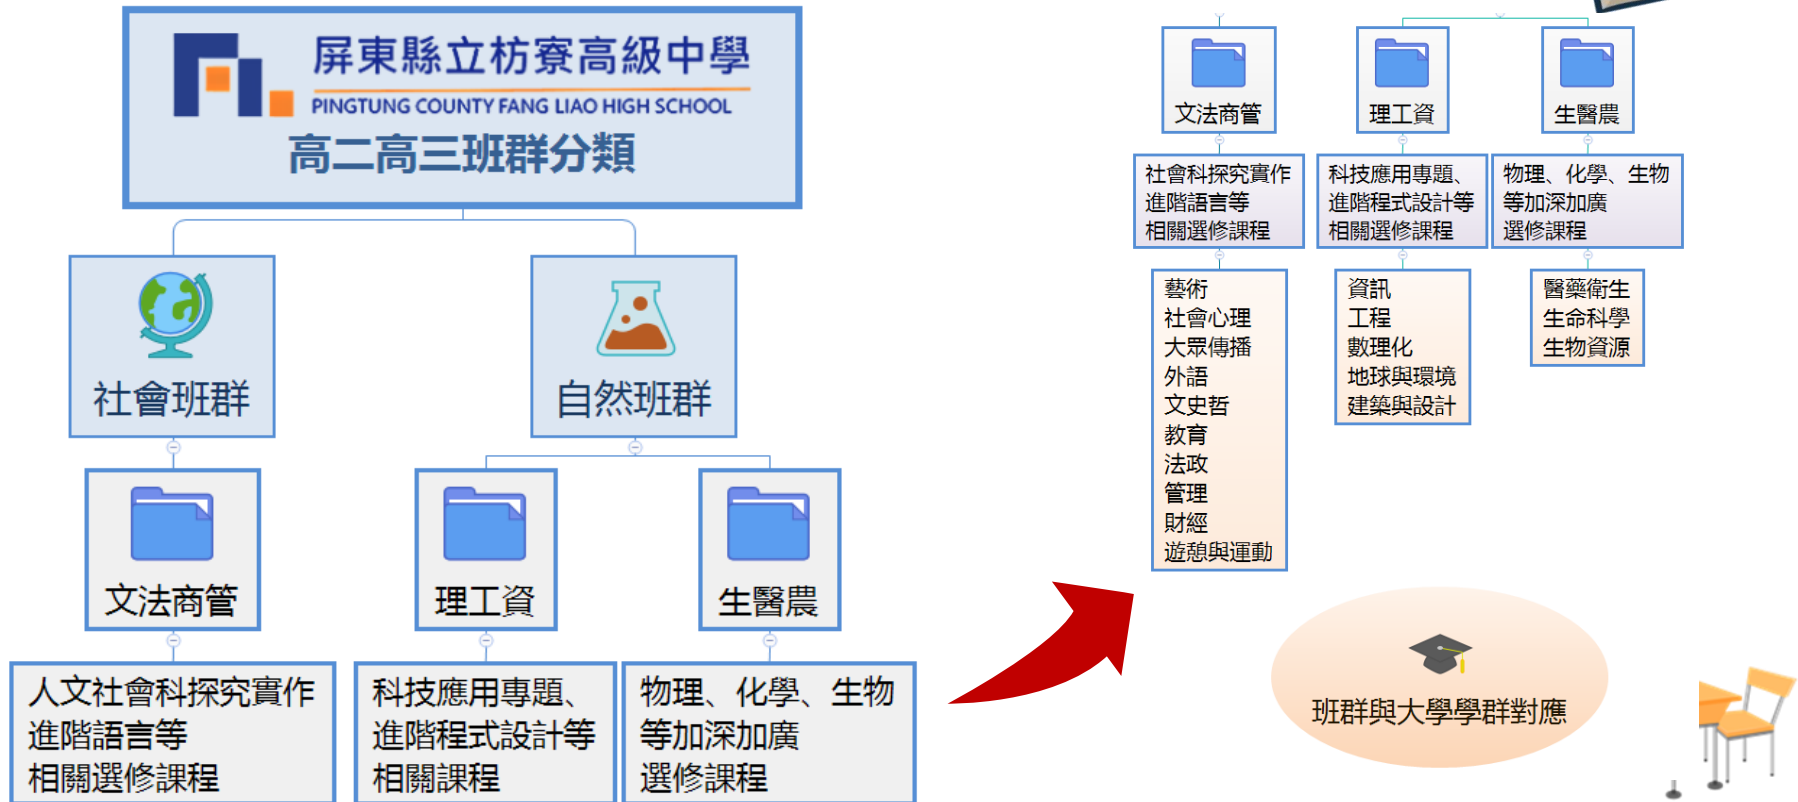 屏東縣立枋寮高級中學
PINGTUNG COUNTY FANG LIAO HIGH SCHOOL
高二高三班群分類
社會班群
自然班群
文法商管
理工資
生醫農
人文社會科探究實作
進階語言等
相關選修課程
科技應用專題、
進階程式設計等
相關課程
物理、化學、生物
等加深加廣
選修課程
文法商管
理工資
生醫農
社會科探究實作
進階語言等
相關選修課程
科技應用專題、
進階程式設計等
相關選修課程
物理、化學、生物
等加深加廣
選修課程
藝術
社會心理
大眾傳播
外語
文史哲
教育
法政
管理
財經
遊憩與運動
資訊
工程
數理化
地球與環境
建築與設計
醫藥衛生
生命科學
生物資源
班群與大學學群對應